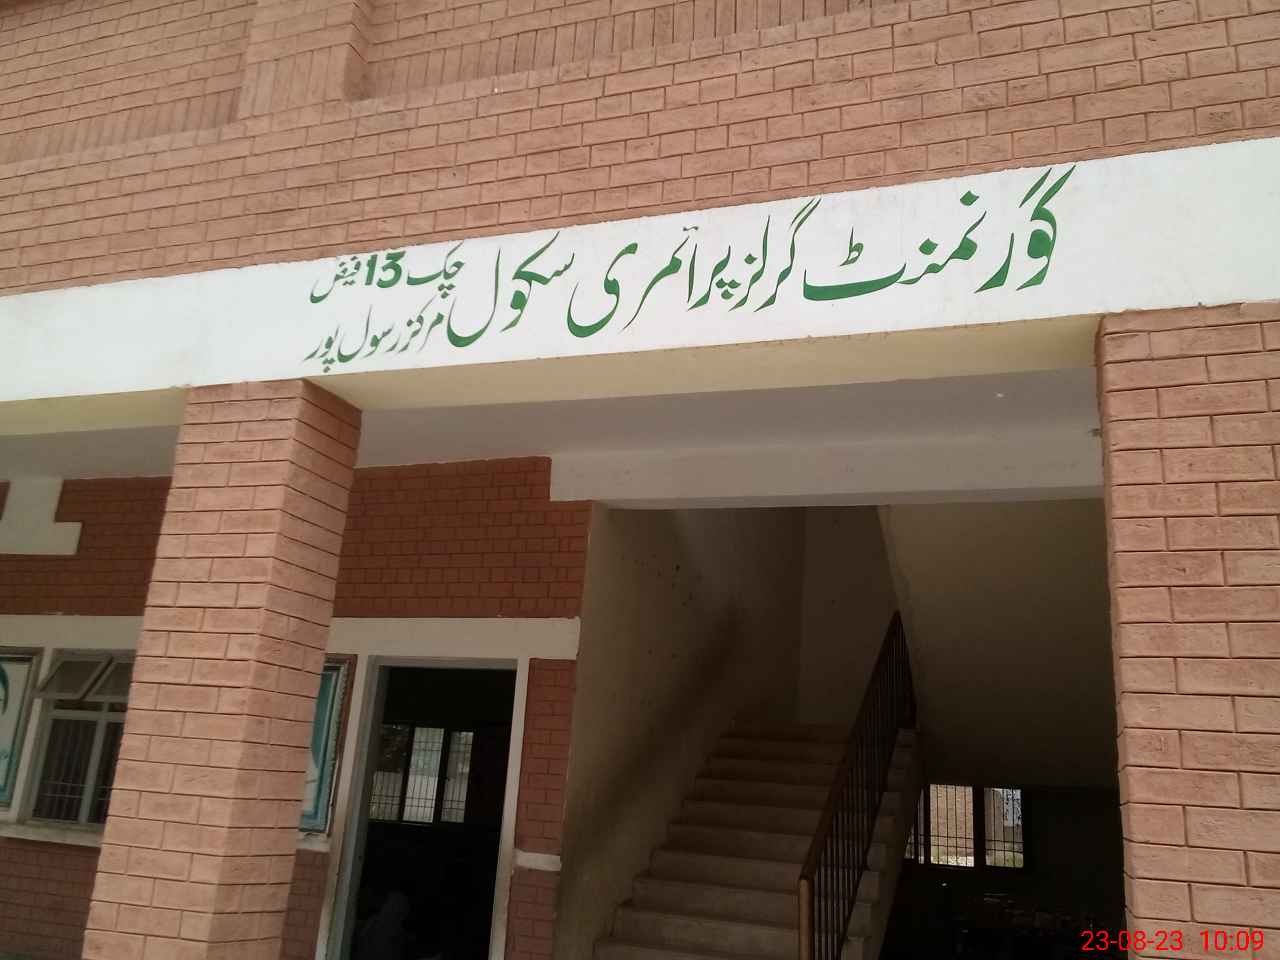 گورنمنٹ گرلز پرائمری سکول چک 13 فیض
مرکز رسول پور
23-08-23 10:09